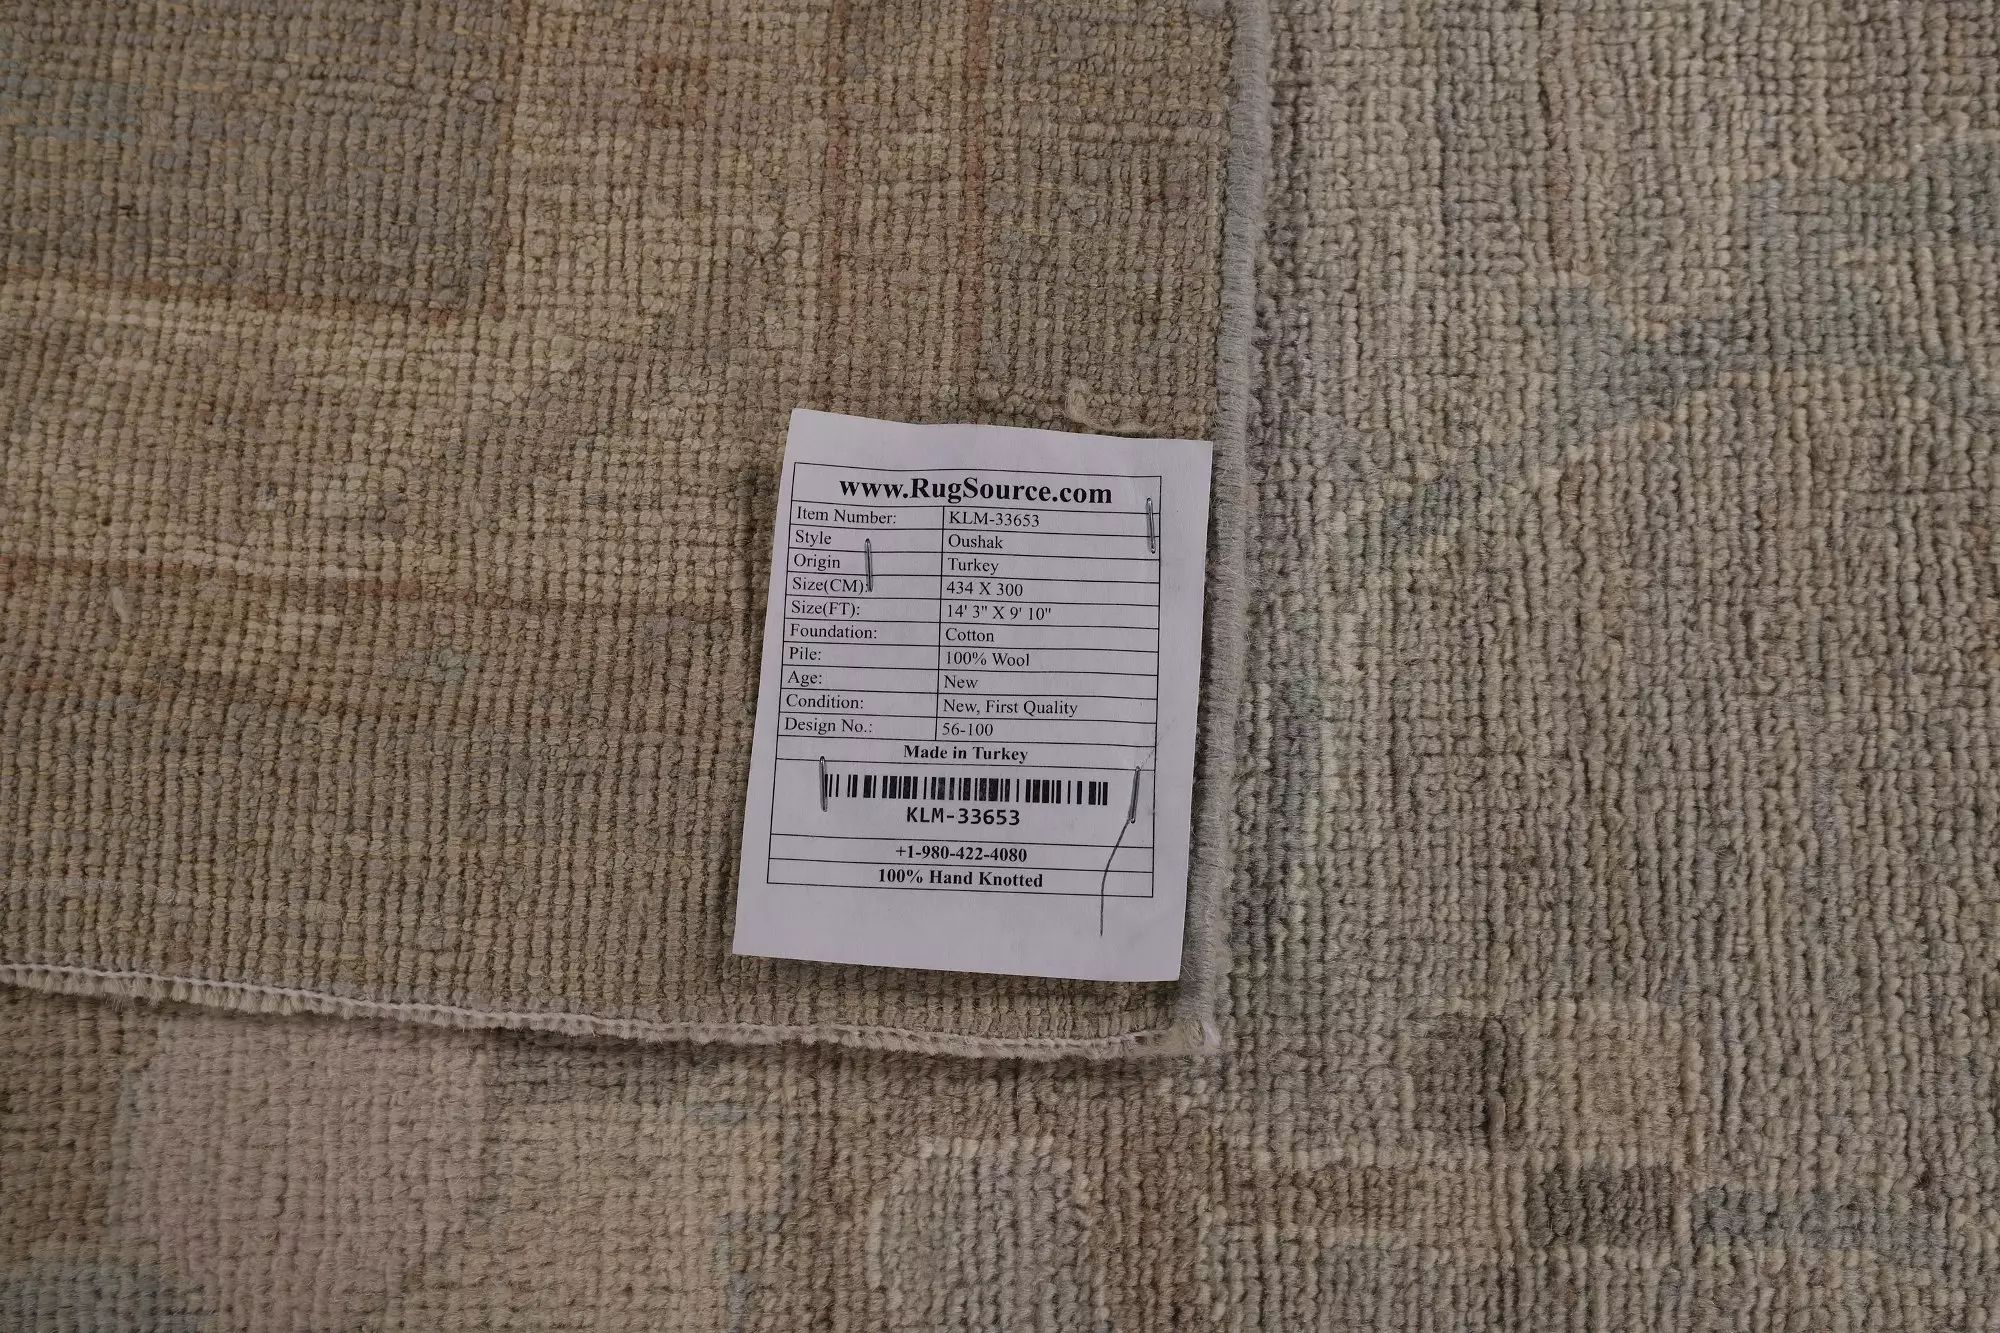 www.RugSource.com
Item Number: KLM-33653
Style Oushak
Origin Turkey
Size(CM): 434 X 300
Size(FT): 14' 3" X 9' 10"
Foundation: Cotton
Pile: 100% Wool
Age: New
Condition: New, First Quality
Design No.: 56-100
Made in Turkey
KLM-33653
+1-980-422-4080
100% Hand Knotted